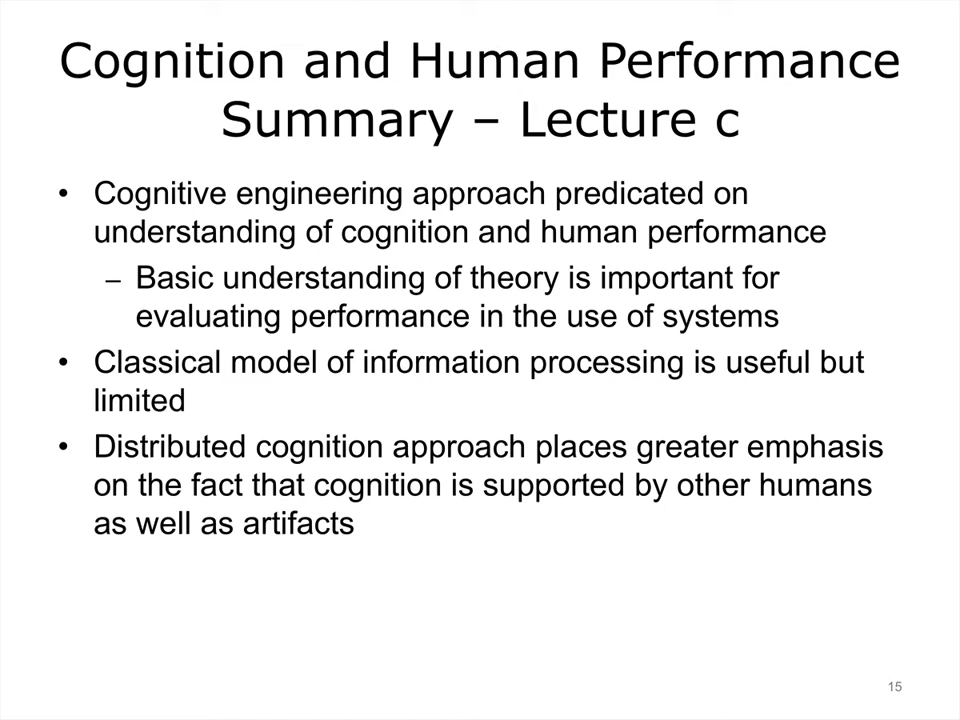 Cognition and Human Performance
Summary – Lecture c
• Cognitive engineering approach predicated on
understanding of cognition and human performance
– Basic understanding of theory is important for
evaluating performance in the use of systems
• Classical model of information processing is useful but
limited
• Distributed cognition approach places greater emphasis
on the fact that cognition is supported by other humans
as well as artifacts
15